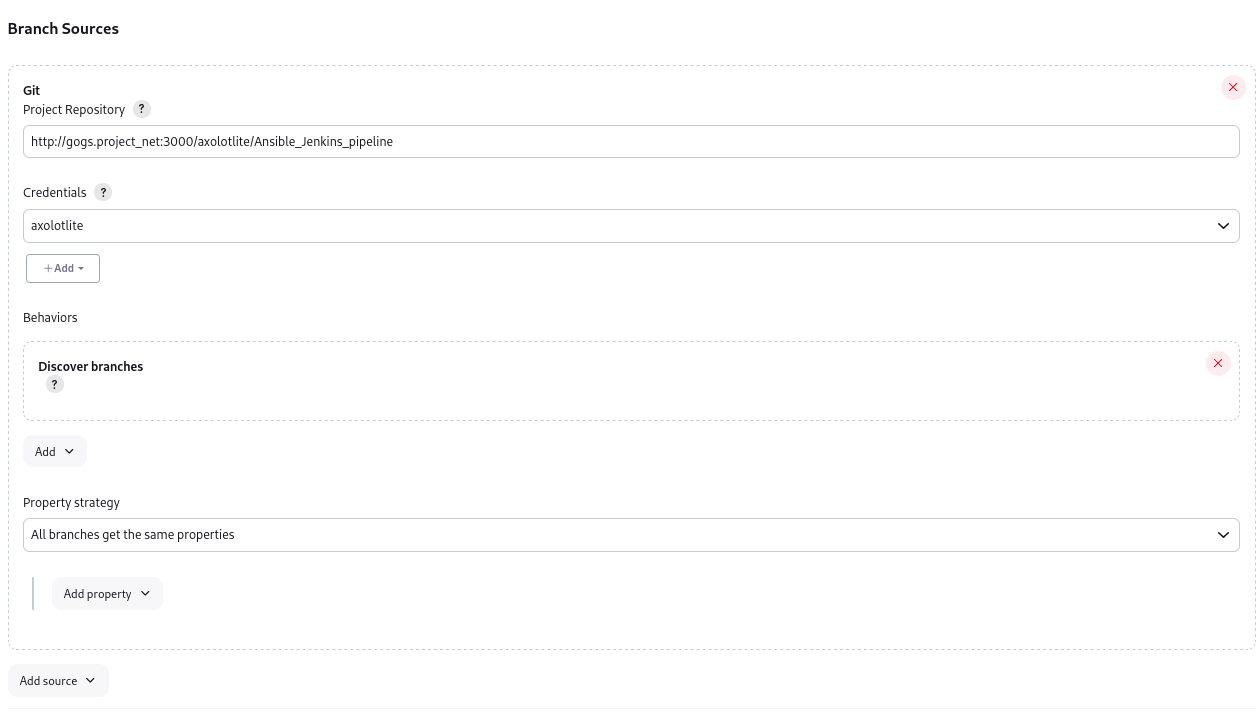 Branch Sources
Git
Project Repository ?
http://gogs.project_net:3000/axolotlite/Ansible_Jenkins_pipeline
Credentials ?
axolotlite
+ Add
Behaviors
Discover branches
?
Add
Property strategy
All branches get the same properties
Add property
Add source